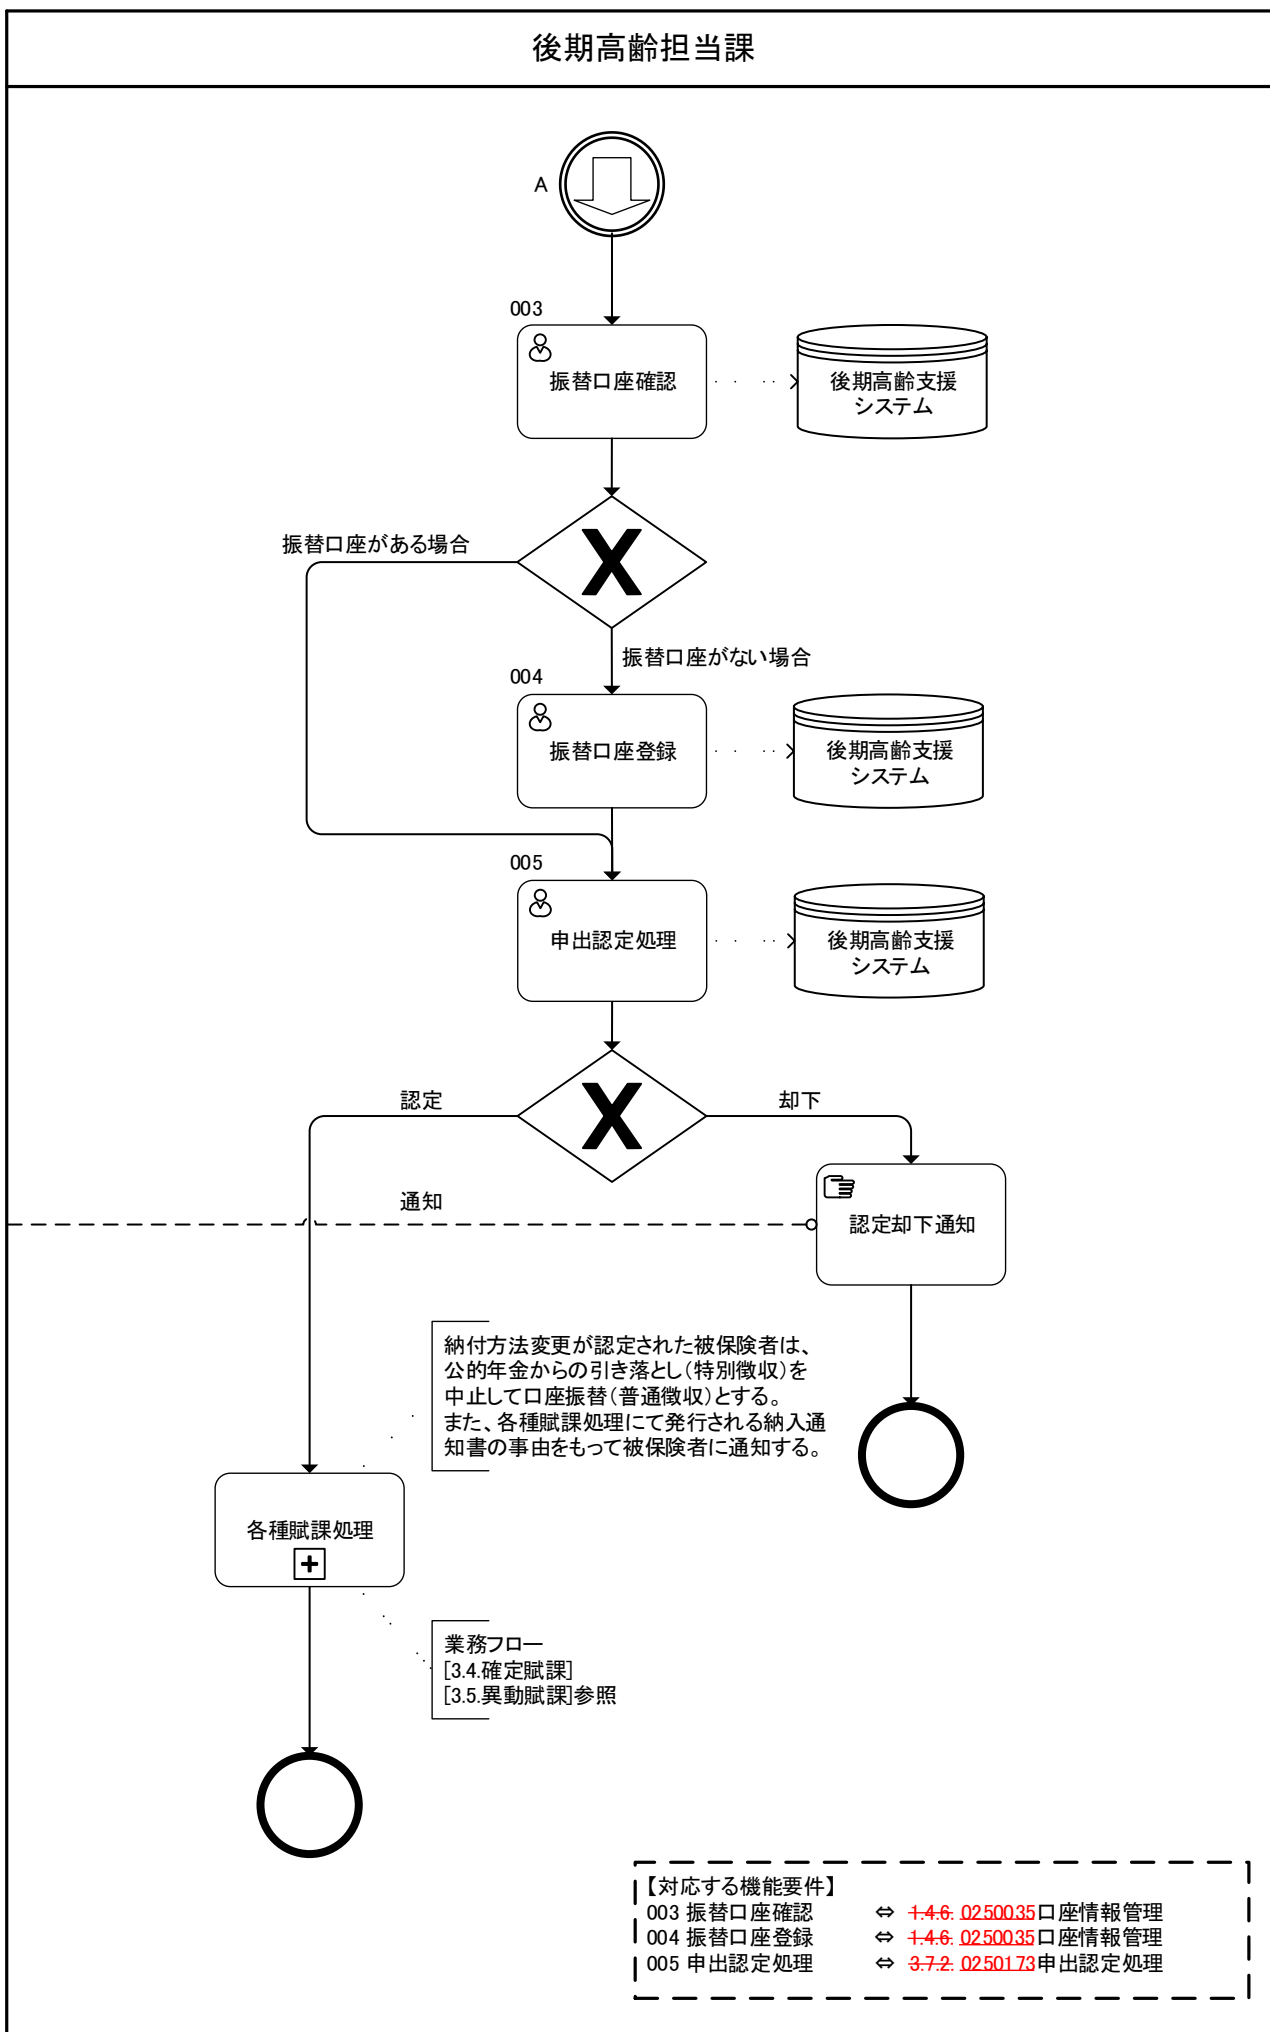 後期高齢担当課
A
003
振替口座確認
後期高齢支援
システム
振替口座がある場合
振替口座がない場合
004
振替口座登録
後期高齢支援
システム
005
申出認定処理
後期高齢支援
システム
認定
却下
通知
認定却下通知
納付方法変更が認定された被保険者は、
公的年金からの引き落とし（特別徴収）を
中止して口座振替（普通徴収）とする。
また、各種賦課処理にて発行される納入通
知書の事由をもって被保険者に通知する。
各種賦課処理
業務フロー
[3.4.確定賦課]
[3.5.異動賦課]参照
【対応する機能要件】
003 振替口座確認 ⇔ 1.4.6. 0250035口座情報管理
004 振替口座登録 ⇔ 1.4.6. 0250035口座情報管理
005 申出認定処理 ⇔ 3.7.2. 0250173申出認定処理